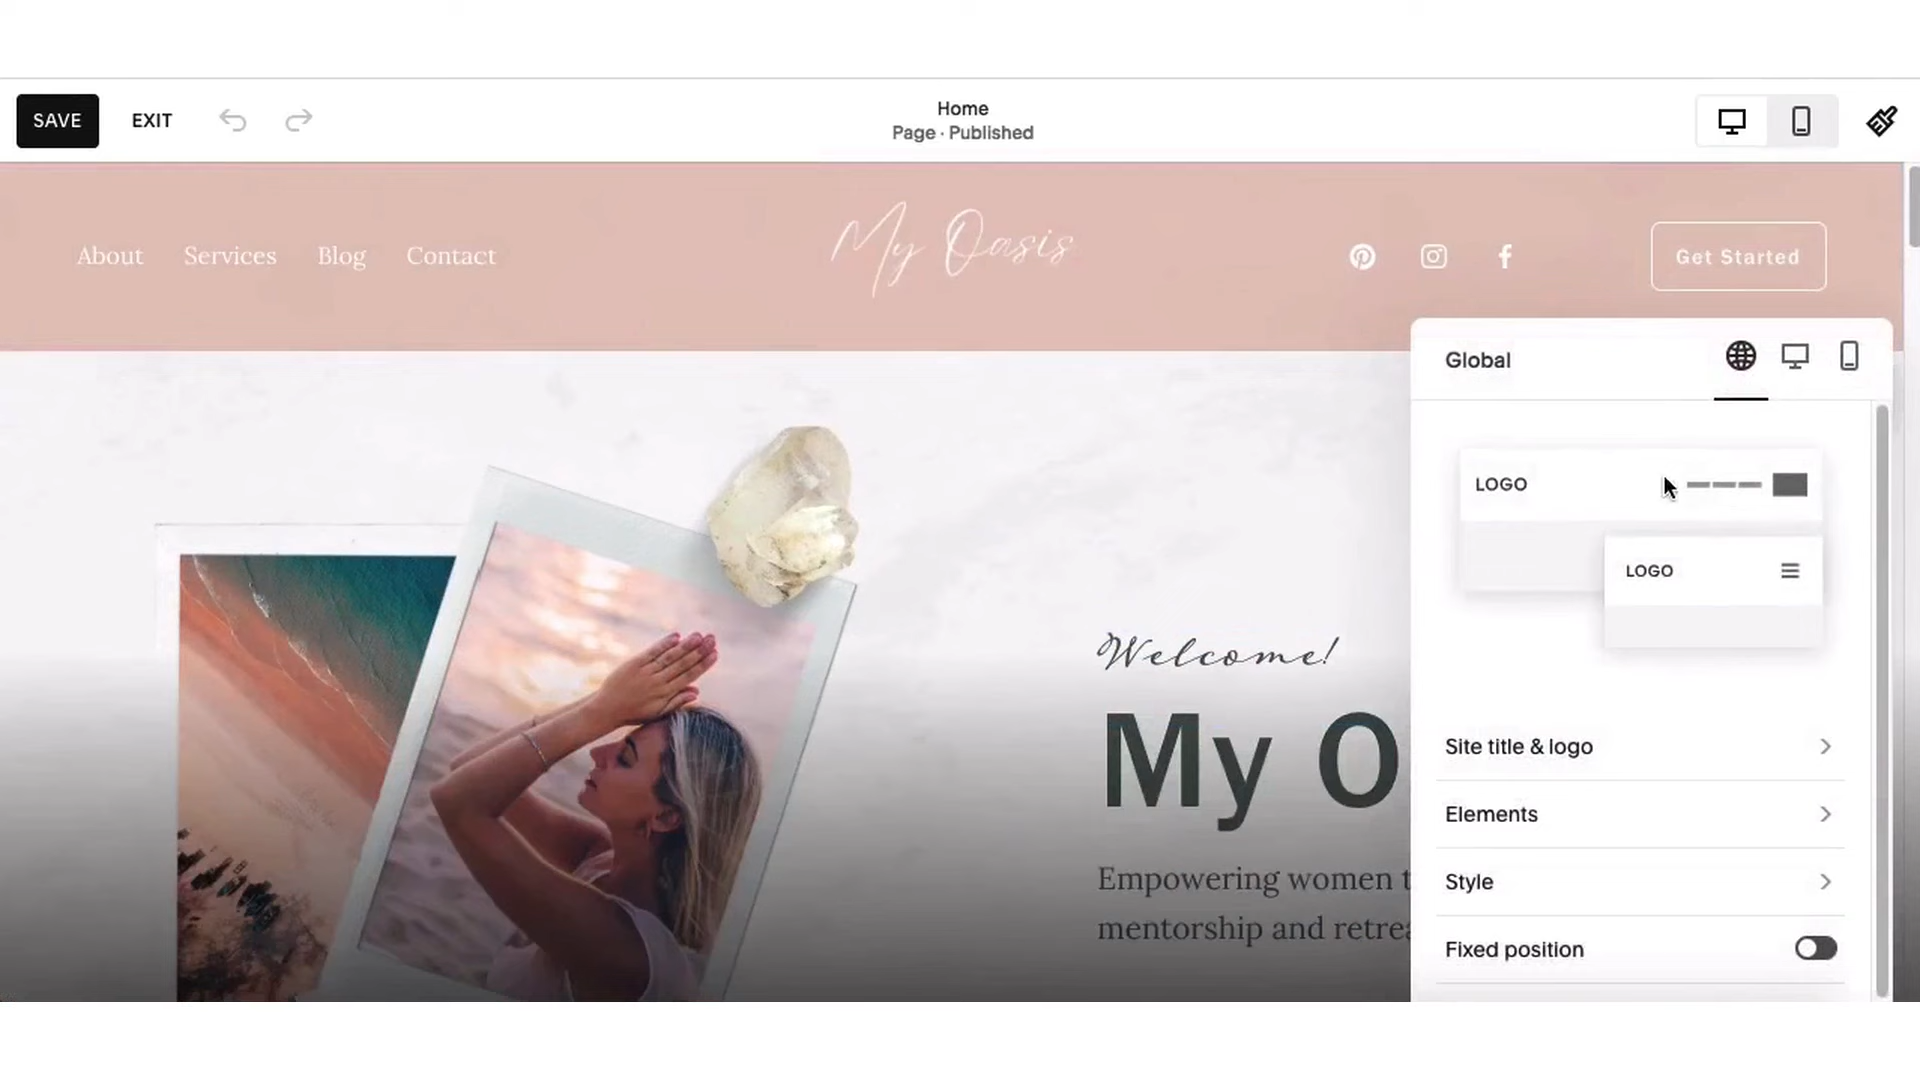 SAVE
EXIT
Home
Page · Published
About
Services
Blog
Contact
My Oasis
Get Started
Global
LOGO
LOGO
Welcome!
My O
Empowering women t
mentorship and retrea
Site title & logo
Elements
Style
Fixed position